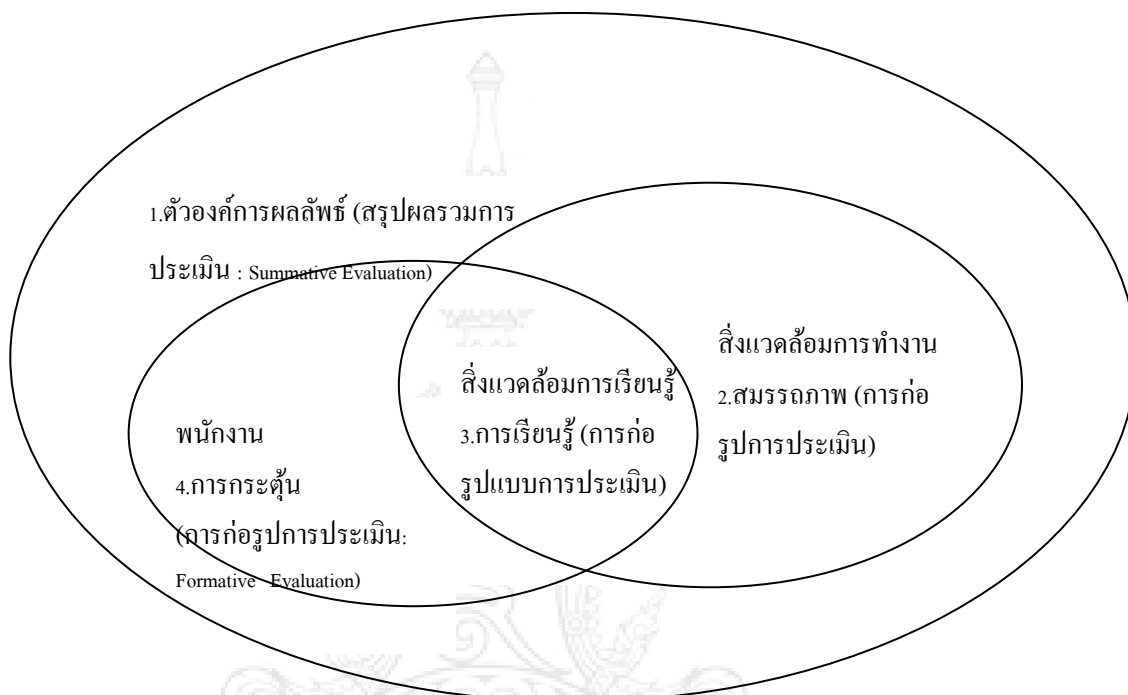 1.ตัวองค์การผลลัพธ์ (สรุปผลรวมการ
ประเมิน : Summative Evaluation)
สิ่งแวดล้อมการทำงาน
2.สมรรถภาพ (การก่อ
รูปการประเมิน)
สิ่งแวดล้อมการเรียนรู้
3.การเรียนรู้ (การก่อ
รูปแบบการประเมิน)
พนักงาน
4.การกระตุ้น
(การก่อรูปการประเมิน:
Formative Evaluation)